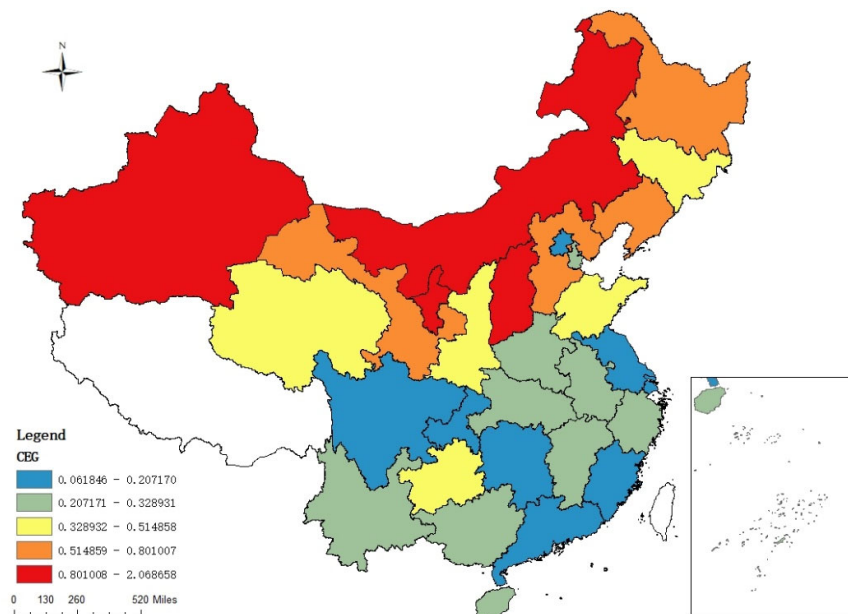 N
Legend
CEG
0.061846 - 0.207170
0.207171 - 0.328931
0.328932 - 0.514858
0.514859 - 0.801007
0.801008 - 2.068658
0 130 260 520 Miles